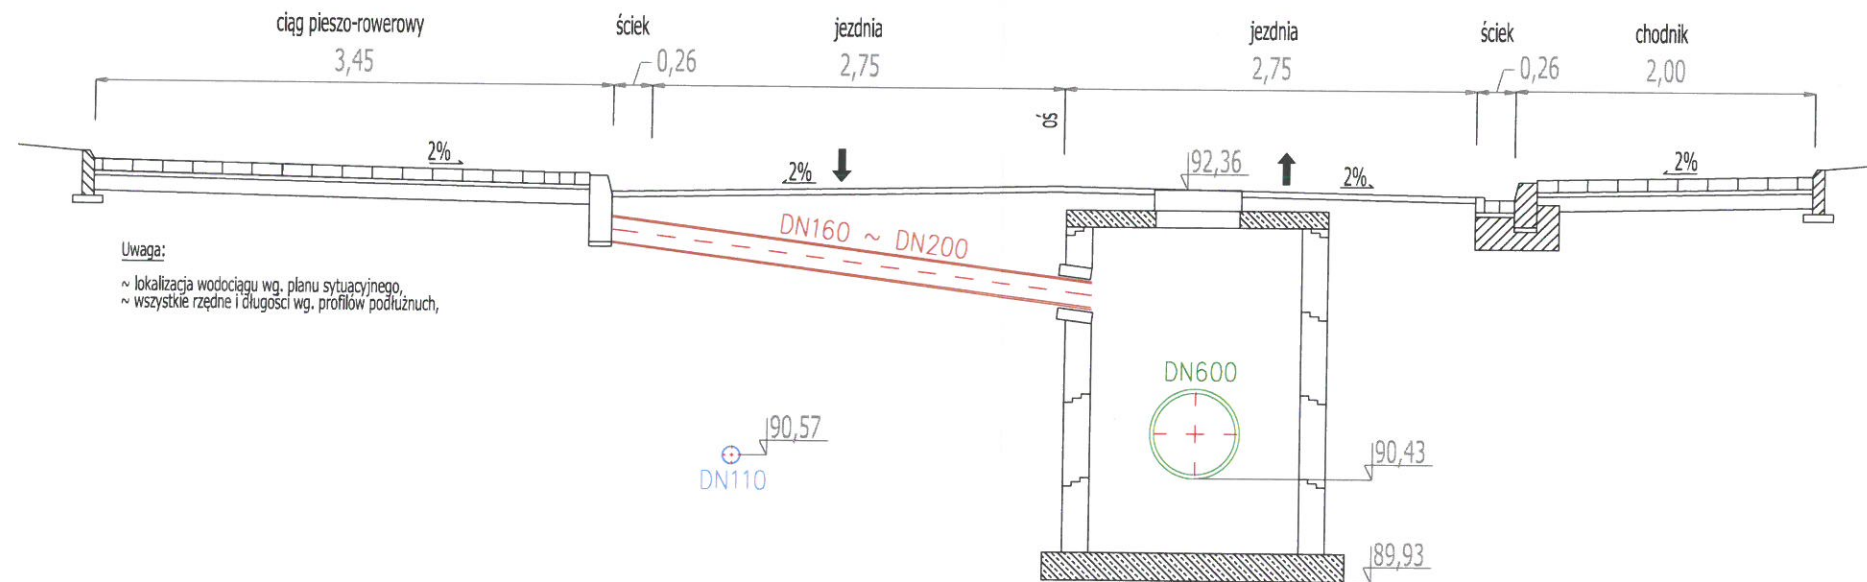 ciąg pieszo-rowerowy
3,45
ściek
0,26
jezdnia
2,75
jezdnia
2,75
ściek
0,26
chodnik
2,00
oś
2%
2%
92,36
2%
2%
DN160 ~ DN200
Uwaga:
~ lokalizacja wodociągu wg. planu sytuacyjnego,
~ wszystkie rzędne i długości wg. profilów podłużnuch,
DN600
90,57
DN110
90,43
89,93